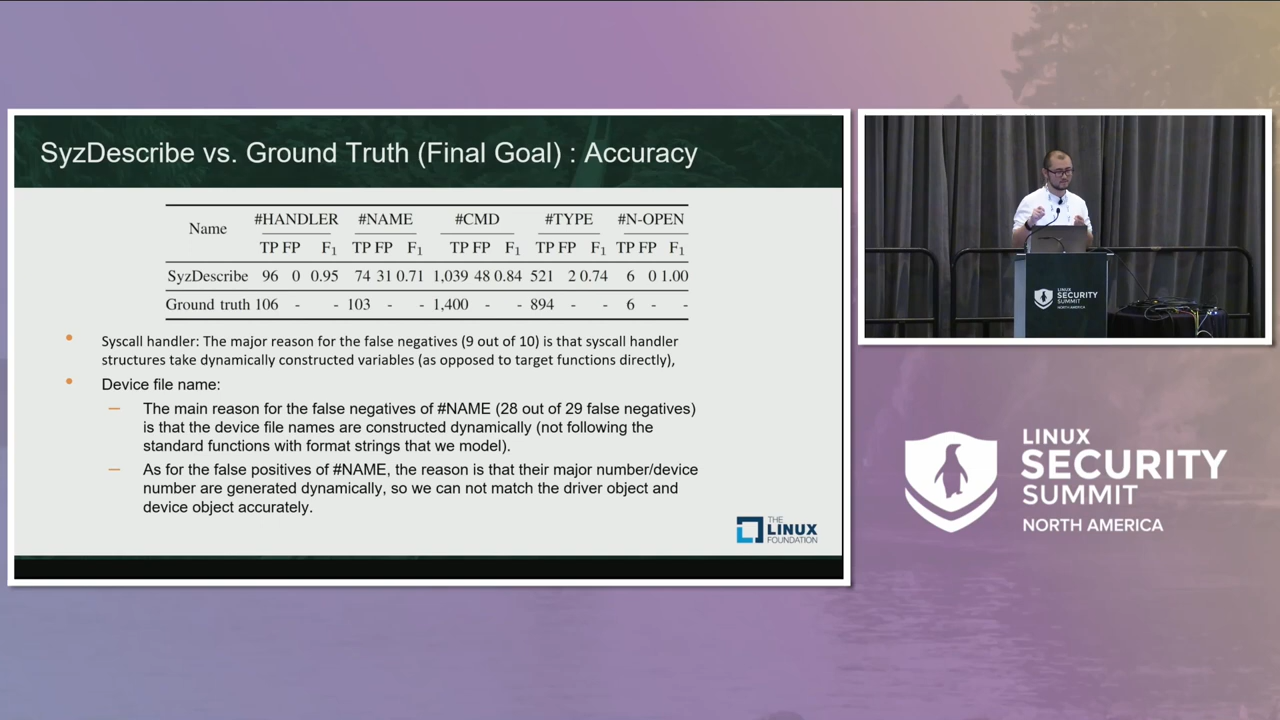 SyzDescribe vs. Ground Truth (Final Goal) : Accuracy
Name #HANDLER #NAME #CMD #TYPE #N-OPEN
TP FP F1 TP FP F1 TP FP F1 TP FP F1 TP FP F1
SyzDescribe 96 0 0.95 74 31 0.71 1,039 48 0.84 521 2 0.74 6 0 1.00
Ground truth 106 - - 103 - - 1,400 - - 894 - - 6 - -
• Syscall handler: The major reason for the false negatives (9 out of 10) is that syscall handler
structures take dynamically constructed variables (as opposed to target functions directly),
• Device file name:
– The main reason for the false negatives of #NAME (28 out of 29 false negatives)
is that the device file names are constructed dynamically (not following the
standard functions with format strings that we model).
– As for the false positives of #NAME, the reason is that their major number/device
number are generated dynamically, so we can not match the driver object and
device object accurately.
THE
LINUX
FOUNDATION
LINUX
SECURITY
SUMMIT
NORTH AMERICA
LINUX
SECURITY
SUMMIT
NORTH AMERICA